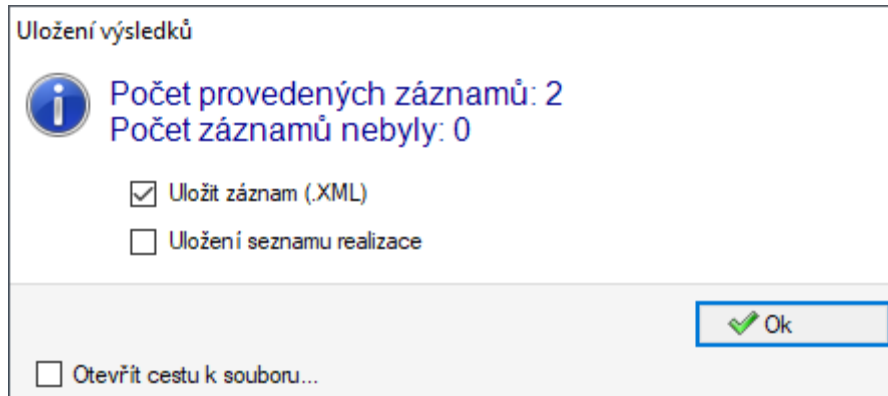 Uložení výsledků
Počet provedených záznamů: 2
Počet záznamů nebyly: 0
Uložit záznam (.XML)
Uložení seznamu realizace
Ok
Otevřít cestu k souboru...